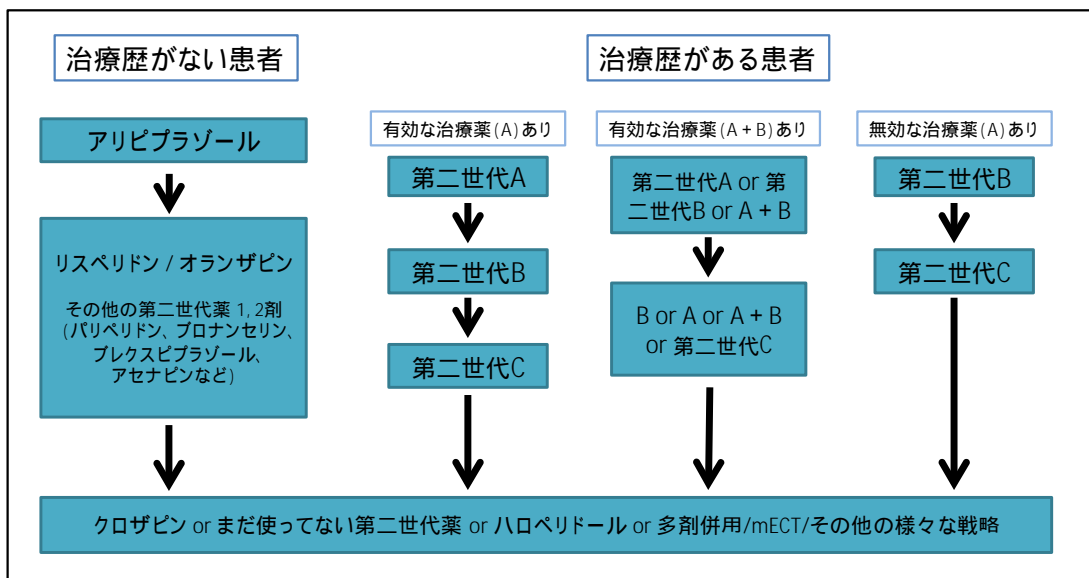 治療歴がない患者
アリピプラゾール
リスペリドン / オランザピン
その他の第二世代薬 1, 2剤
(パリペリドン、ブロナンセリン、
ブレクスピプラゾール、
アセナピンなど)
治療歴がある患者
有効な治療薬(A)あり
第二世代A
第二世代B
第二世代C
有効な治療薬(A + B)あり
第二世代A or 第
二世代B or A + B
B or A or A + B
or 第二世代C
無効な治療薬(A)あり
第二世代B
第二世代C
クロザピン or まだ使ってない第二世代薬 or ハロペリドール or 多剤併用/mECT/その他の様々な戦略